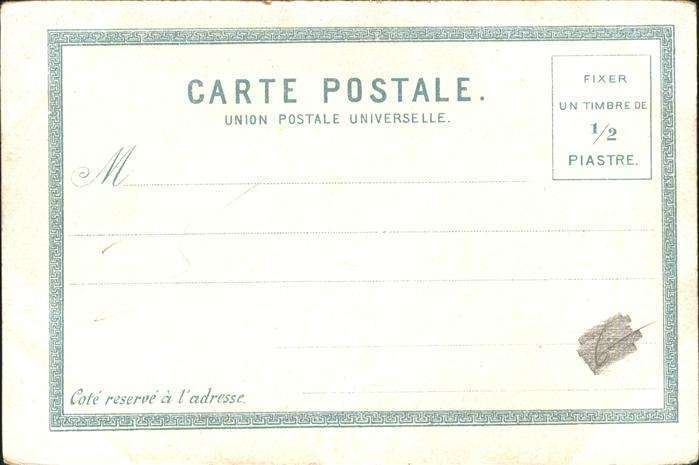 CARTE POSTALE.
UNION POSTALE UNIVERSELLE.
FIXER
UN TIMBRE DE
1/2
PIASTRE.
M
Coté reservé à l'adresse.